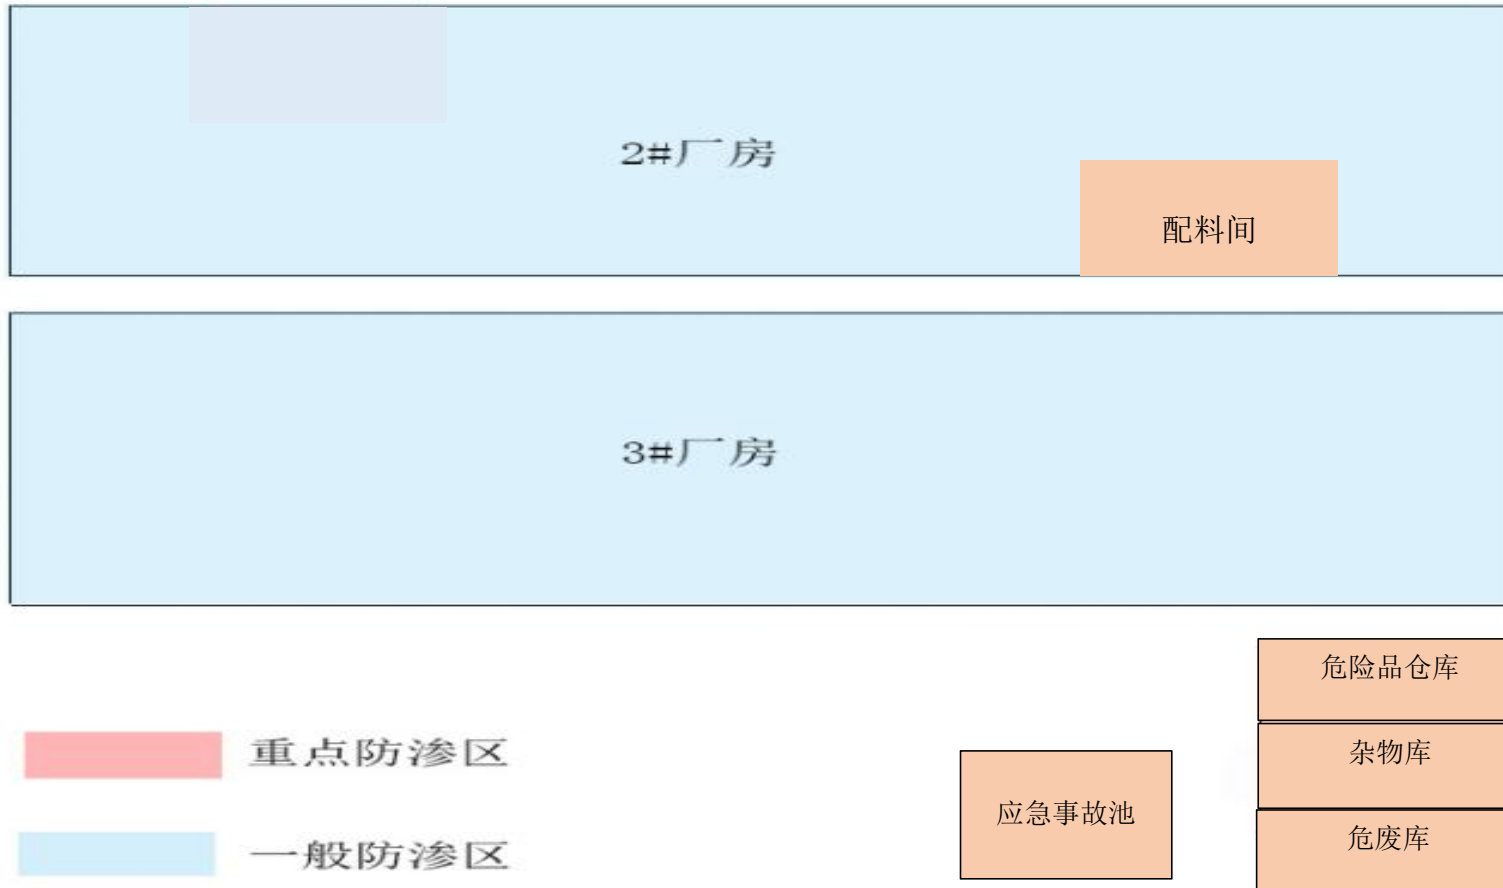 2#厂房
配料间
3#厂房
危险品仓库
重点防渗区
杂物库
应急事故池
一般防渗区
危废库